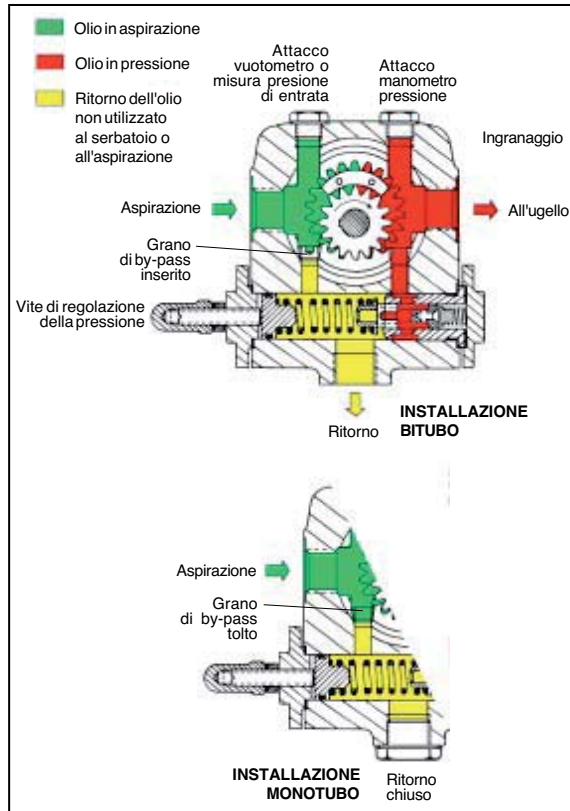 Olio in aspirazione
Olio in pressione
Ritorno dell'olio
non utilizzato
al serbatoio o
all'aspirazione
Attacco
vuotometro o
misura presione
di entrata
Attacco
manometro
pressione
Ingranaggio
Aspirazione
All'ugello
Grano
di by-pass
inserito
Vite di regolazione
della pressione
Ritorno
INSTALLAZIONE
BITUBO
Aspirazione
Grano
di by-pass
tolto
INSTALLAZIONE
MONOTUBO
Ritorno
chiuso